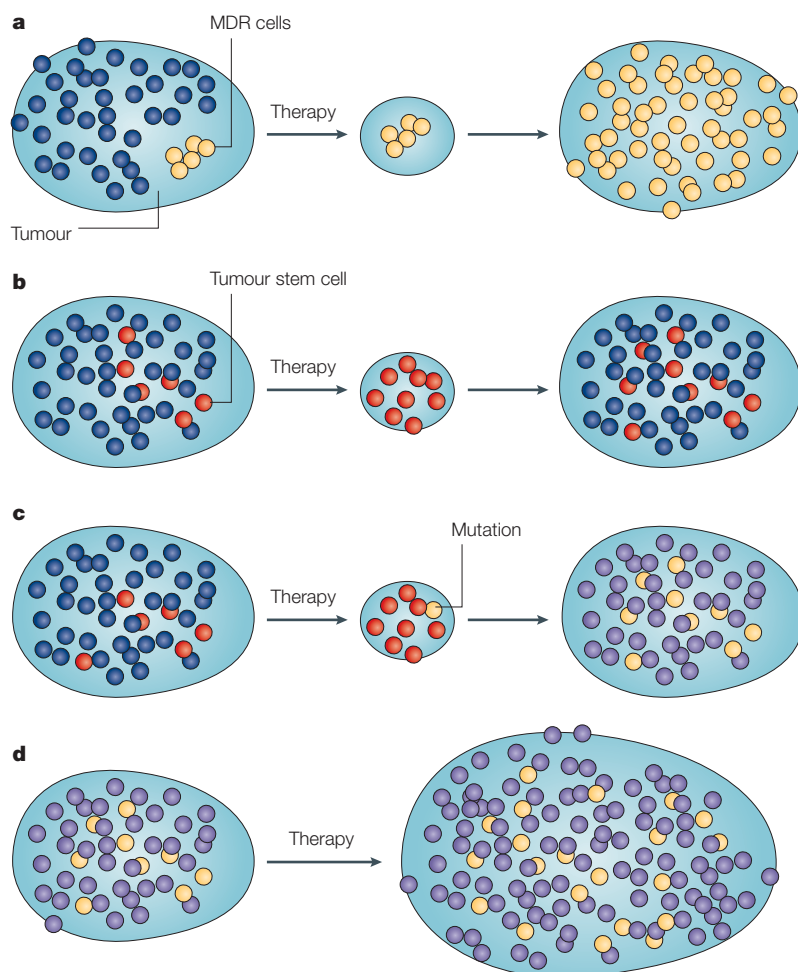 a
MDR cells
Therapy
Tumour
b
Tumour stem cell
Therapy
c
Mutation
Therapy
d
Therapy